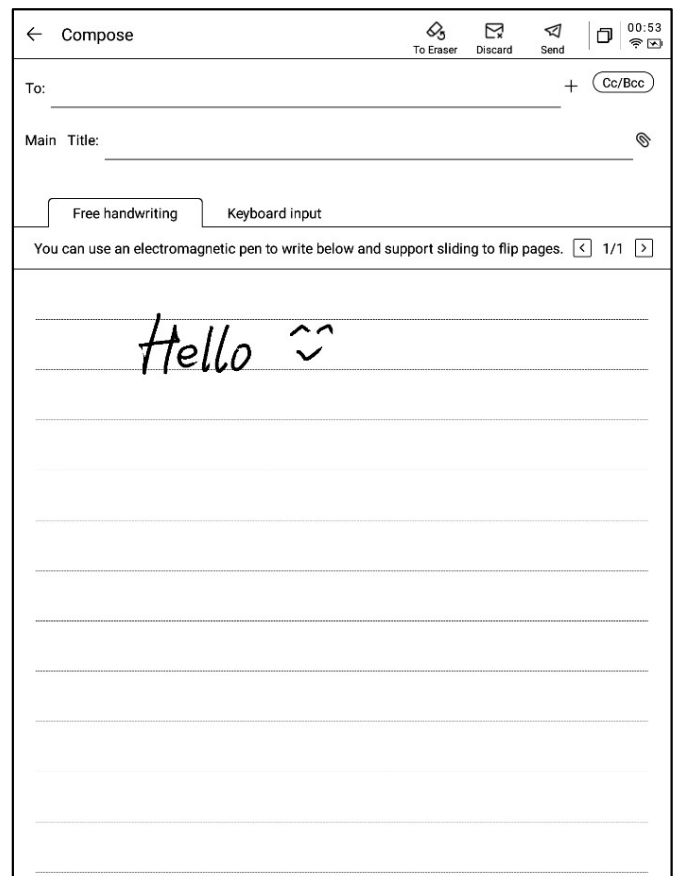 Compose
To Eraser
Discard
Send
00:53
To:
Cc/Bcc
Main Title:
Free handwriting
Keyboard input
You can use an electromagnetic pen to write below and support sliding to flip pages.
1/1
Hello